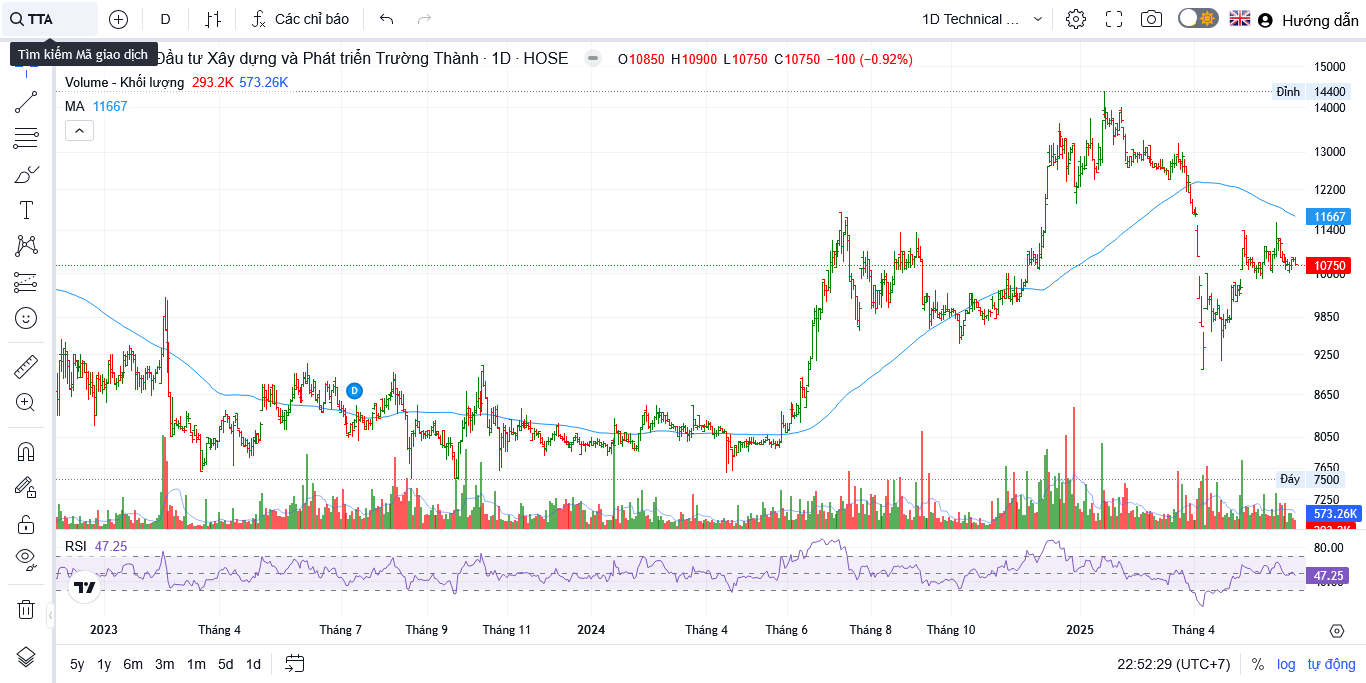 TTA D Các chỉ báo 1D Technical ... Hướng dẫn
Tìm kiếm Mã giao dịch
Đầu tư Xây dựng và Phát triển Trường Thành · 1D · HOSE O10850 H10900 L10750 C10750 −100 (−0.92%)
Volume - Khối lượng 293.2K 573.26K
MA 11667
15000
Đỉnh 14400
14000
13000
12200
11667
11400
10750
9850
9250
D
8650
8050
7650
Đáy 7500
7250
573.26K
RSI 47.25
80.00
47.25
2023 Tháng 4 Tháng 7 Tháng 9 Tháng 11 2024 Tháng 4 Tháng 6 Tháng 8 Tháng 10 2025 Tháng 4
5y 1y 6m 3m 1m 5d 1d 22:52:29 (UTC+7) % log tự động